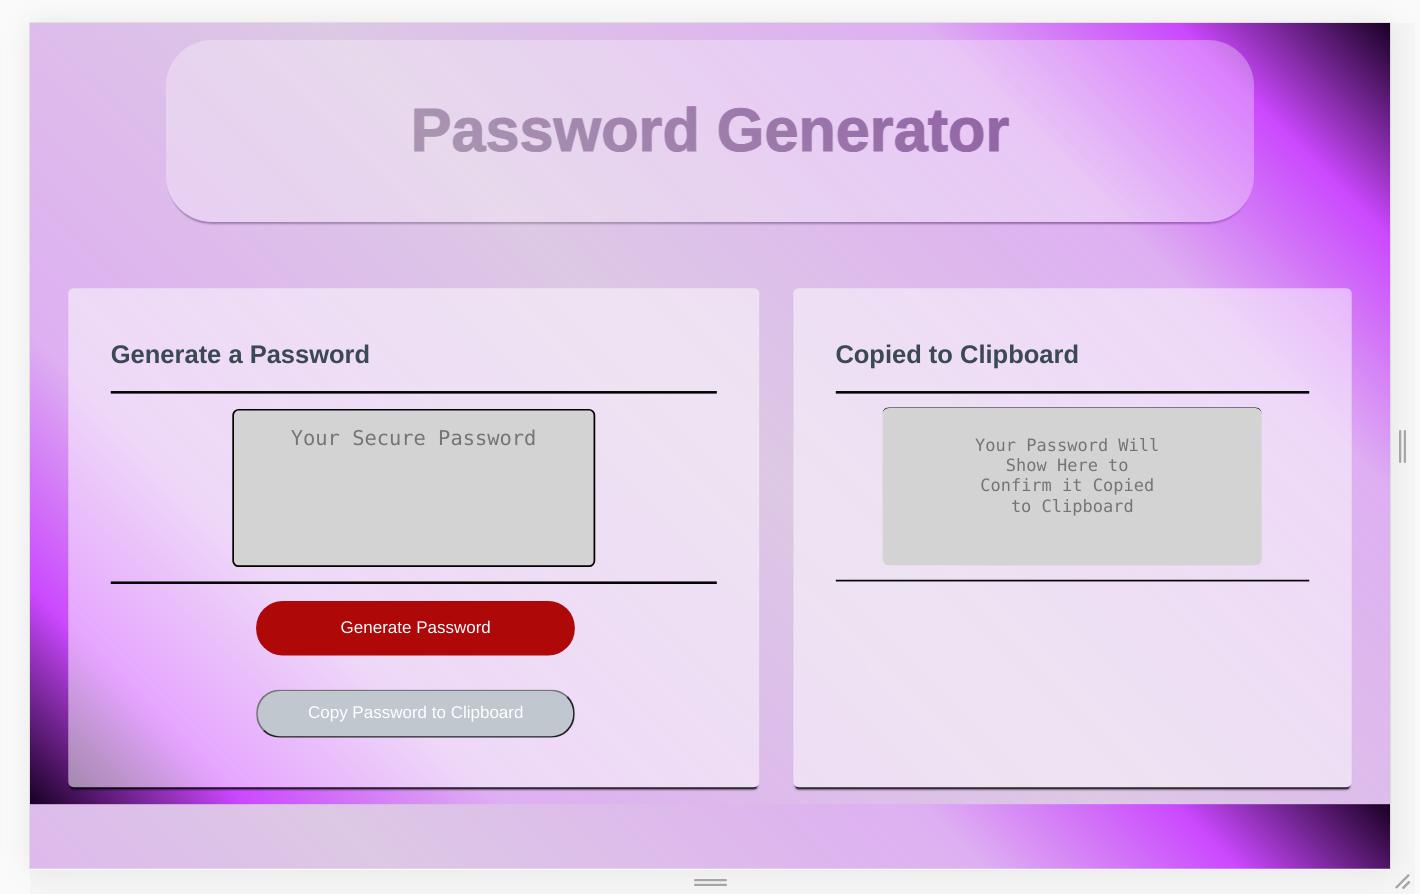 Password Generator
Generate a Password
Your Secure Password
Generate Password
Copy Password to Clipboard
Copied to Clipboard
Your Password Will
Show Here to
Confirm it Copied
to Clipboard